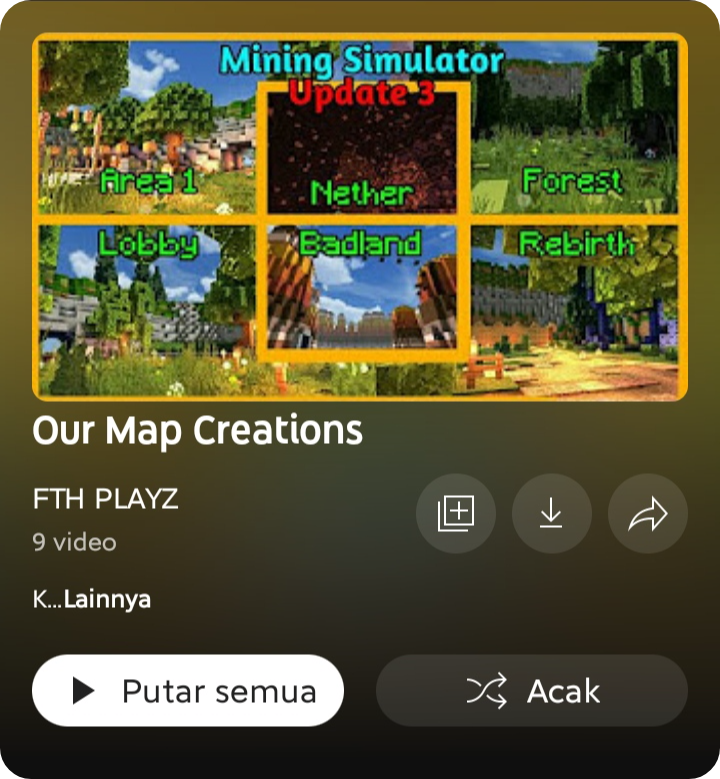 Mining Simulator
Update 3
Area 1
Nether
Forest
Lobby
Badland
Rebirth
Our Map Creations
FTH PLAYZ
9 video
K...Lainnya
Putar semua
Acak